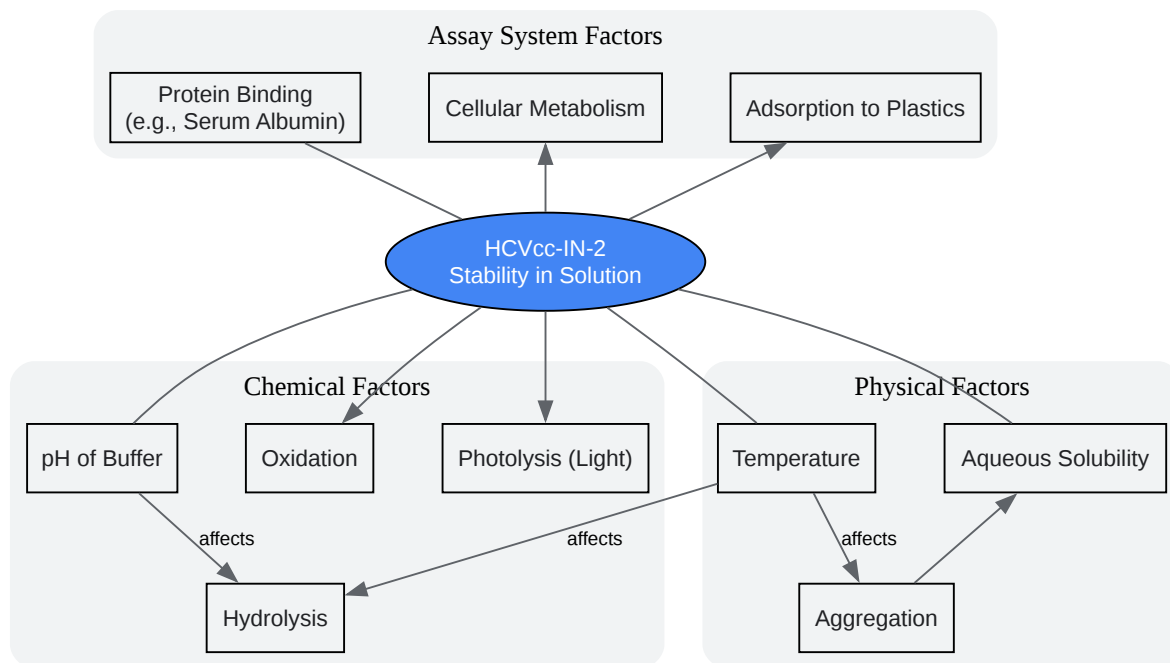 Assay System Factors
Protein Binding
(e.g., Serum Albumin)
Cellular Metabolism
Adsorption to Plastics
HCVcc-IN-2
Stability in Solution
Chemical Factors
Physical Factors
pH of Buffer
Oxidation
Photolysis (Light)
Temperature
Aqueous Solubility
affects
affects
affects
Hydrolysis
Aggregation